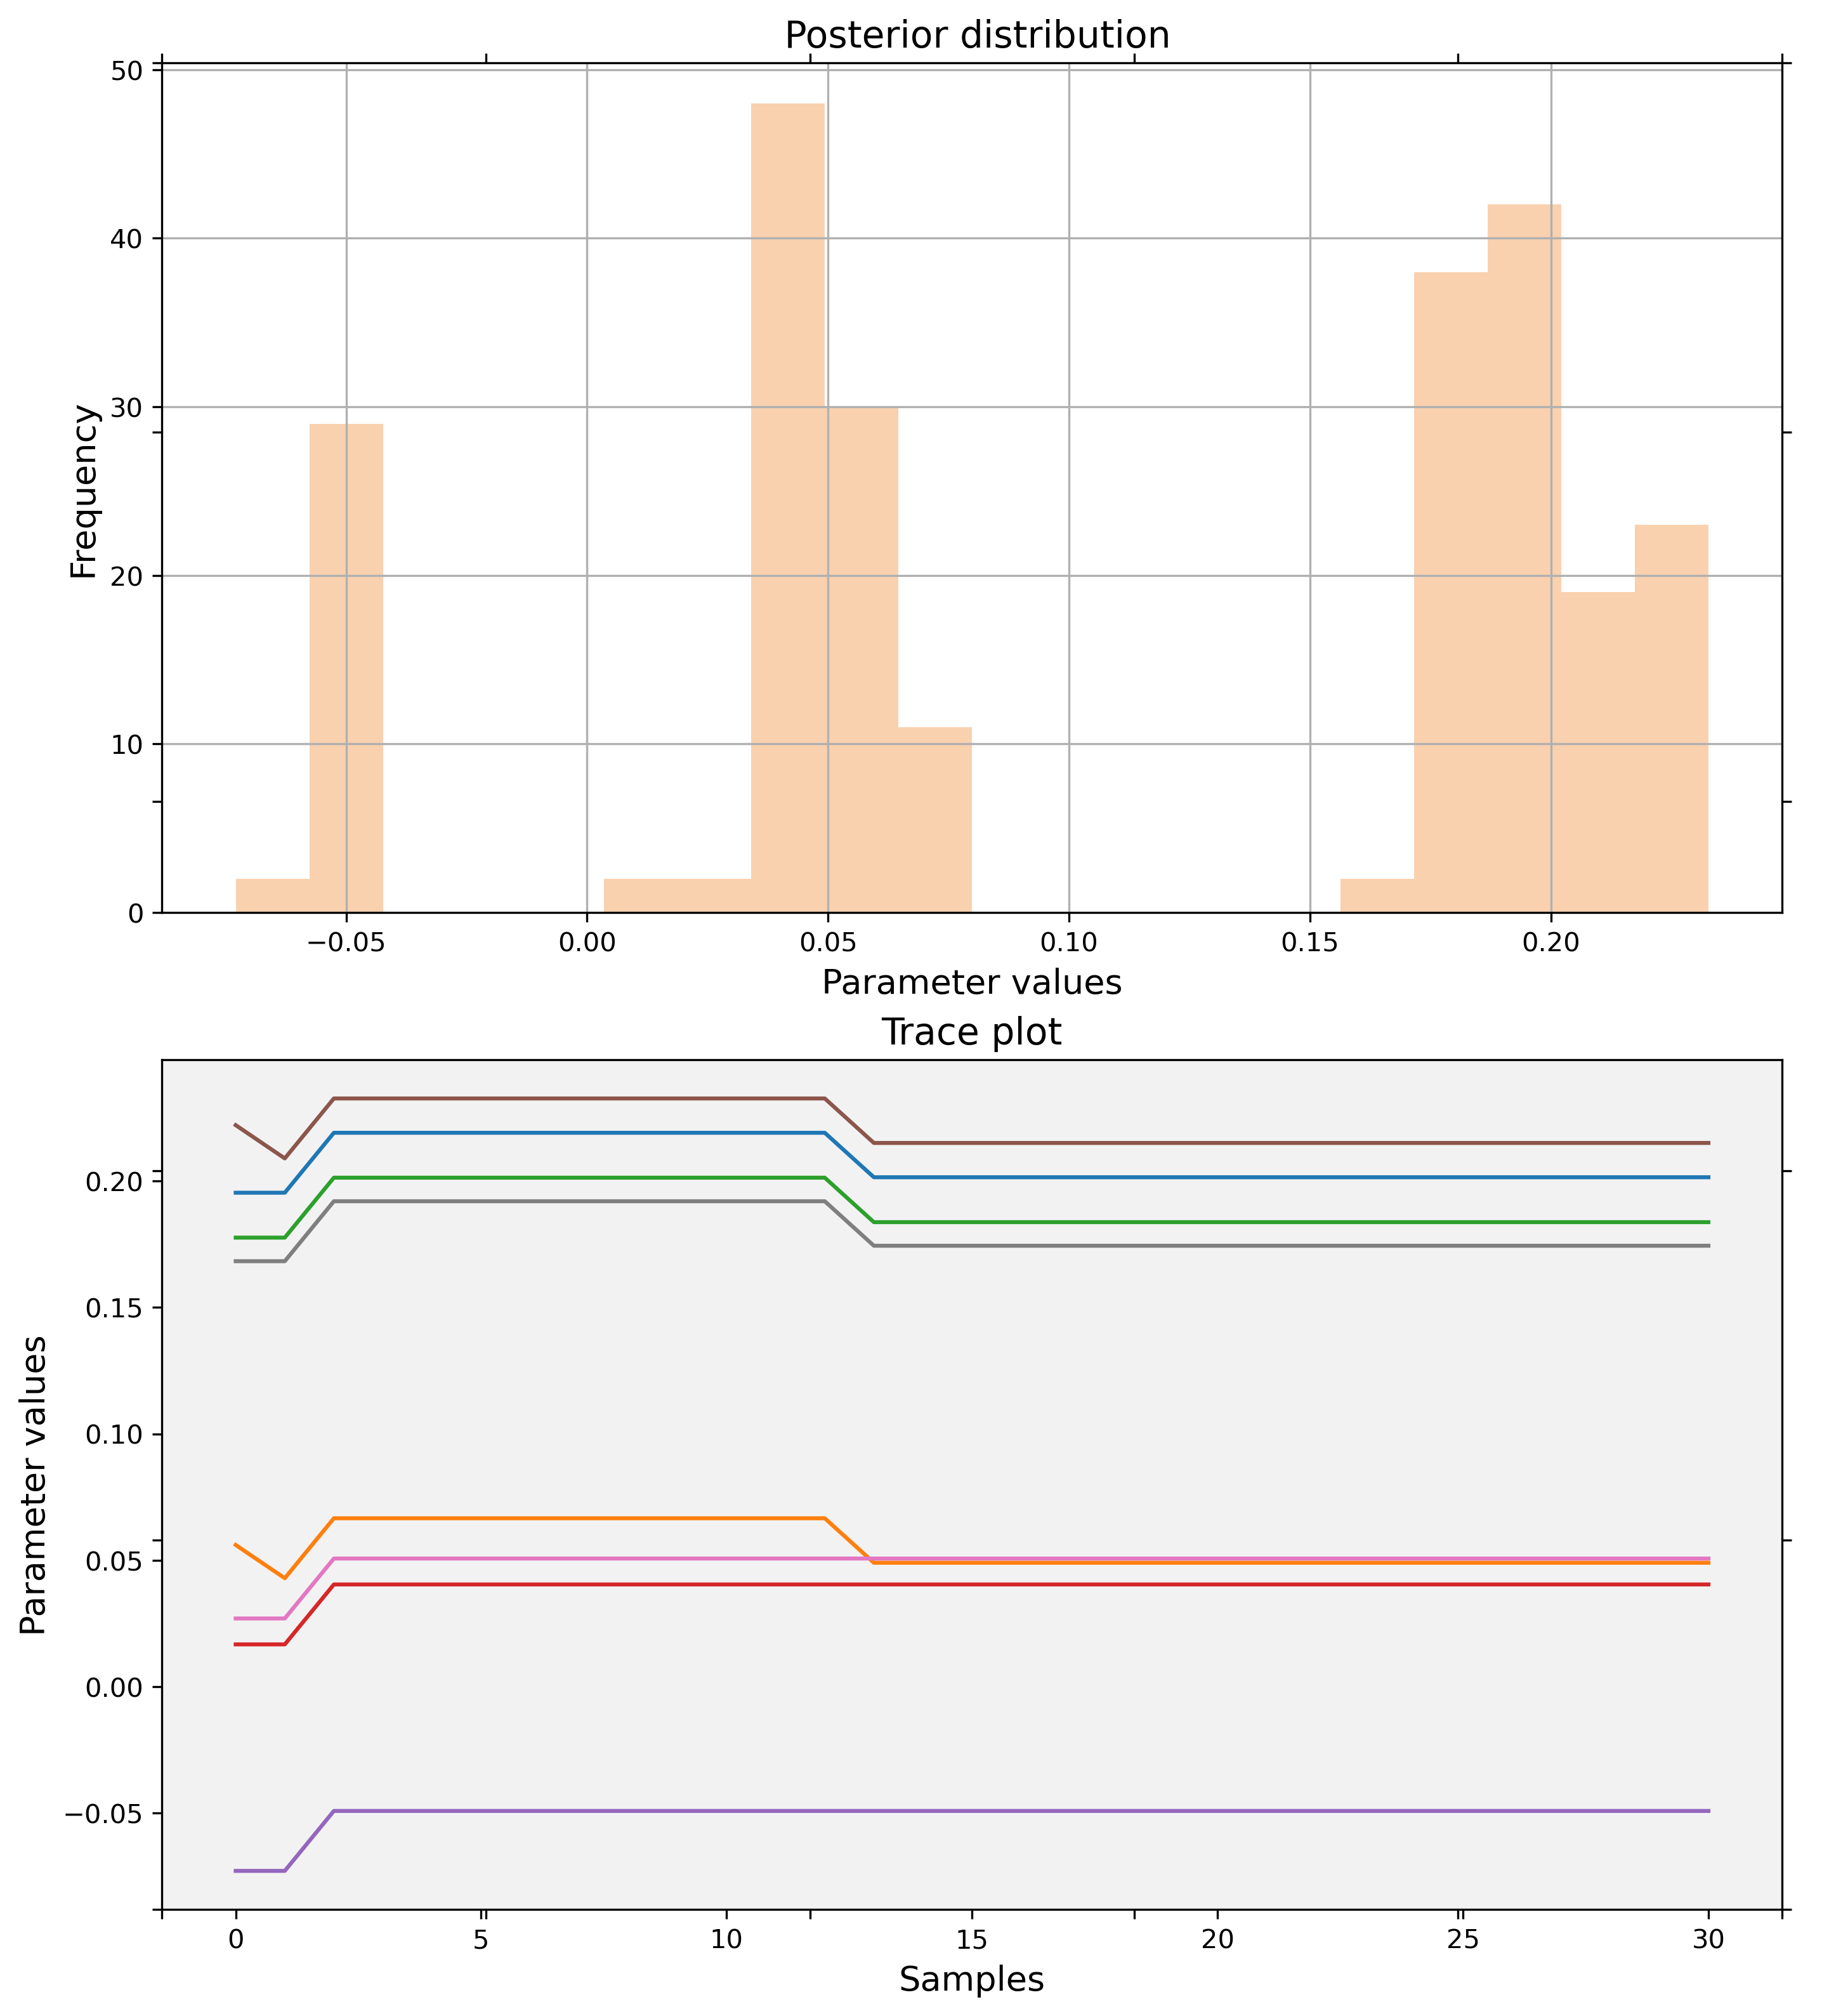 Posterior distribution
50
40
30
20
10
0
Frequency
−0.05 0.00 0.05 0.10 0.15 0.20
Parameter values
Trace plot
0.20
0.15
0.10
0.05
0.00
−0.05
Parameter values
0 5 10 15 20 25 30
Samples